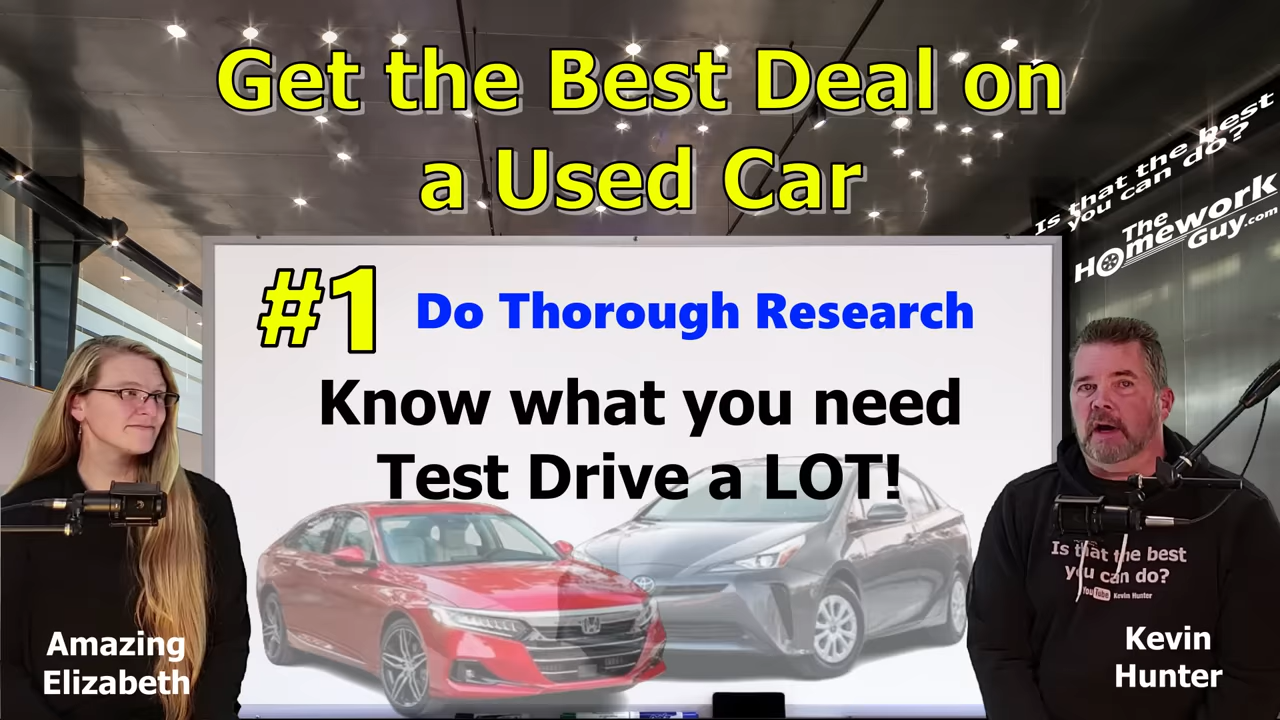 Get the Best Deal on
a Used Car
Is that the best
you can do?
The
Homework
Guy.com
#1 Do Thorough Research
Know what you need
Test Drive a LOT!
Is that the best
you can do?
YouTube Kevin Hunter
Amazing
Elizabeth
Kevin
Hunter